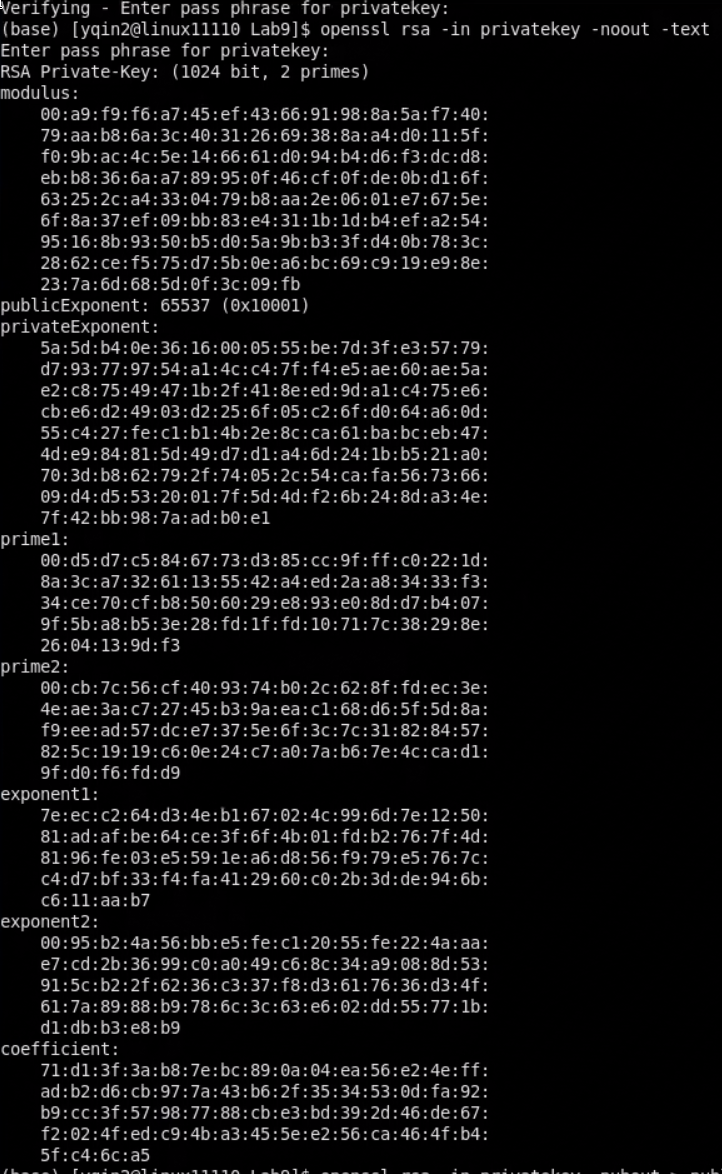 Verifying - Enter pass phrase for privatekey:
(base) [yqin2@linux11110 Lab9]$ openssl rsa -in privatekey -noout -text
Enter pass phrase for privatekey:
RSA Private-Key: (1024 bit, 2 primes)
modulus:
    00:a9:f9:f6:a7:45:ef:43:66:91:98:8a:5a:f7:40:
    79:aa:b8:6a:3c:40:31:26:69:38:8a:a4:d0:11:5f:
    f0:9b:ac:4c:5e:14:66:61:d0:94:b4:d6:f3:dc:d8:
    eb:b8:36:6a:a7:89:95:0f:46:cf:0f:de:0b:d1:6f:
    63:25:2c:a4:33:04:79:b8:aa:2e:06:01:e7:67:5e:
    6f:8a:37:ef:09:bb:83:e4:31:1b:1d:b4:ef:a2:54:
    95:16:8b:93:50:b5:d0:5a:9b:b3:3f:d4:0b:78:3c:
    28:62:ce:f5:75:d7:5b:0e:a6:bc:69:c9:19:e9:8e:
    23:7a:6d:68:5d:0f:3c:09:fb
publicExponent: 65537 (0x10001)
privateExponent:
    5a:5d:b4:0e:36:16:00:05:55:be:7d:3f:e3:57:79:
    d7:93:77:97:54:a1:4c:c4:7f:f4:e5:ae:60:ae:5a:
    e2:c8:75:49:47:1b:2f:41:8e:ed:9d:a1:c4:75:e6:
    cb:e6:d2:49:03:d2:25:6f:05:c2:6f:d0:64:a6:0d:
    55:c4:27:fe:c1:b1:4b:2e:8c:ca:61:ba:bc:eb:47:
    4d:e9:84:81:5d:49:d7:d1:a4:6d:24:1b:b5:21:a0:
    70:3d:b8:62:79:2f:74:05:2c:54:ca:fa:56:73:66:
    09:d4:d5:53:20:01:7f:5d:4d:f2:6b:24:8d:a3:4e:
    7f:42:bb:98:7a:ad:b0:e1
prime1:
    00:d5:d7:c5:84:67:73:d3:85:cc:9f:ff:c0:22:1d:
    8a:3c:a7:32:61:13:55:42:a4:ed:2a:a8:34:33:f3:
    34:ce:70:cf:b8:50:60:29:e8:93:e0:8d:d7:b4:07:
    9f:5b:a8:b5:3e:28:fd:1f:fd:10:71:7c:38:29:8e:
    26:04:13:9d:f3
prime2:
    00:cb:7c:56:cf:40:93:74:b0:2c:62:8f:fd:ec:3e:
    4e:ae:3a:c7:27:45:b3:9a:ea:c1:68:d6:5f:5d:8a:
    f9:ee:ad:57:dc:e7:37:5e:6f:3c:7c:31:82:84:57:
    82:5c:19:19:c6:0e:24:c7:a0:7a:b6:7e:4c:ca:d1:
    9f:d0:f6:fd:d9
exponent1:
    7e:ec:c2:64:d3:4e:b1:67:02:4c:99:6d:7e:12:50:
    81:ad:af:be:64:ce:3f:6f:4b:01:fd:b2:76:7f:4d:
    81:96:fe:03:e5:59:1e:a6:d8:56:f9:79:e5:76:7c:
    c4:d7:bf:33:f4:fa:41:29:60:c0:2b:3d:de:94:6b:
    c6:11:aa:b7
exponent2:
    00:95:b2:4a:56:bb:e5:fe:c1:20:55:fe:22:4a:aa:
    e7:cd:2b:36:99:c0:a0:49:c6:8c:34:a9:08:8d:53:
    91:5c:b2:2f:62:36:c3:37:f8:d3:61:76:36:d3:4f:
    61:7a:89:88:b9:78:6c:3c:63:e6:02:dd:55:77:1b:
    d1:db:b3:e8:b9
coefficient:
    71:d1:3f:3a:b8:7e:bc:89:0a:04:ea:56:e2:4e:ff:
    ad:b2:d6:cb:97:7a:43:b6:2f:35:34:53:0d:fa:92:
    b9:cc:3f:57:98:77:88:cb:e3:bd:39:2d:46:de:67:
    f2:02:4f:ed:c9:4b:a3:45:5e:e2:56:ca:46:4f:b4:
    5f:c4:6c:a5
(base) [yqin2@linux11110 Lab9]$ openssl rsa -in privatekey -pubout >